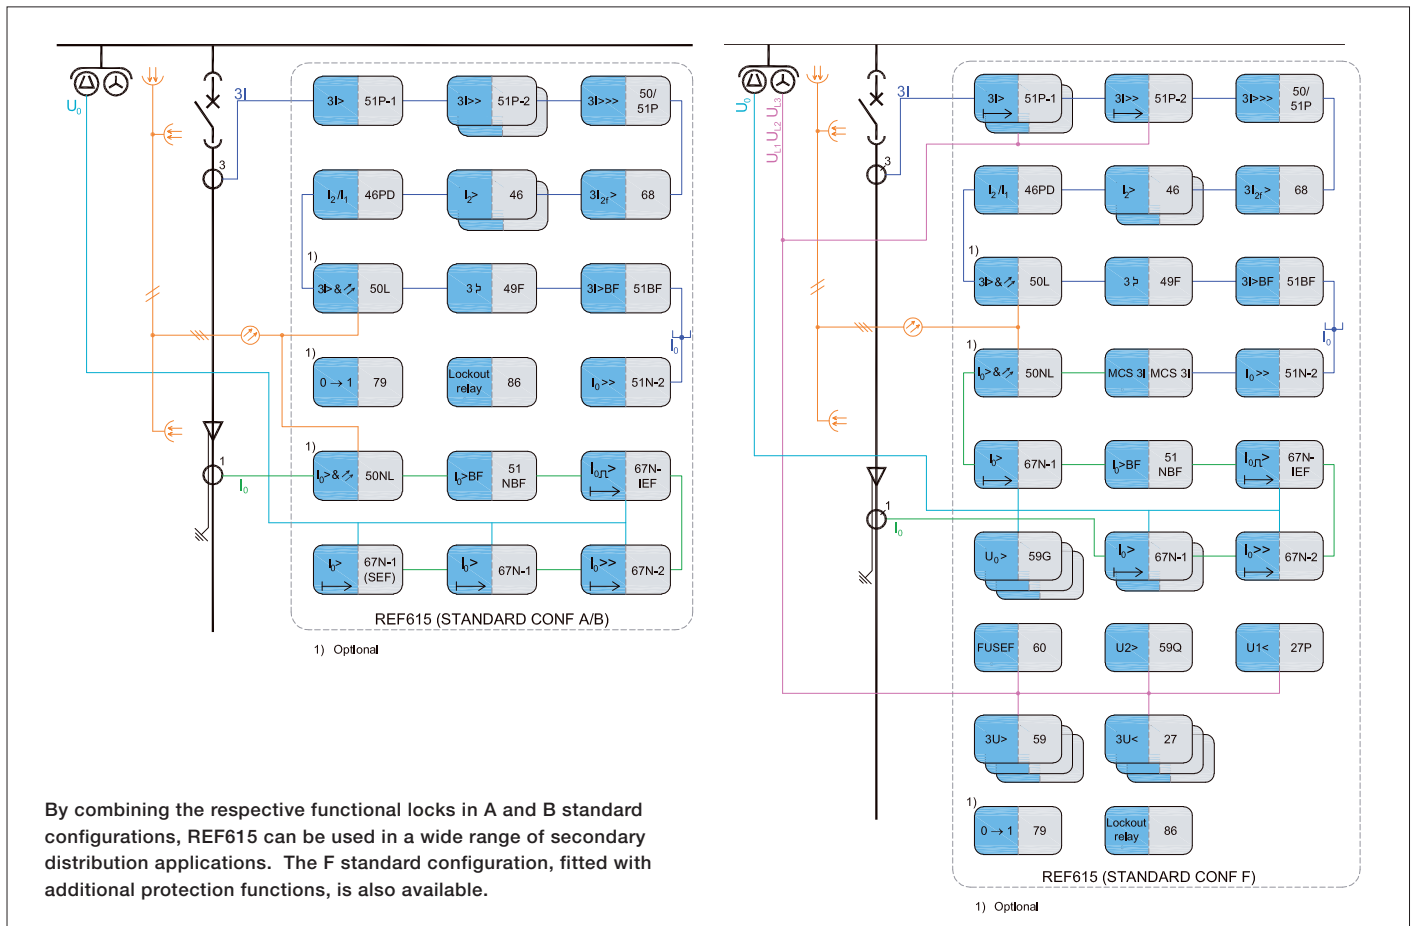 U0
3I
3I> 51P-1
3I>> 51P-2
3I>>> 50/
51P
3
I2/I1 46PD
I2> 46
3I2f> 68
1)
3I>& 50L
3 49F
3I>BF 51BF
I0
1)
0 → 1 79
Lockout
relay 86
I0>> 51N-2
1)
I0>& 50NL
I0>BF 51
NBF
I0> 67N-
IEF
1
I0
I0> 67N-1
(SEF)
I0> 67N-1
I0>> 67N-2
REF615 (STANDARD CONF A/B)
1) Optional
By combining the respective functional locks in A and B standard
configurations, REF615 can be used in a wide range of secondary
distribution applications. The F standard configuration, fitted with
additional protection functions, is also available.
U0
UL1 UL2 UL3
3I
3I> 51P-1
3I>> 51P-2
3I>>> 50/
51P
3
I2/I1 46PD
I2> 46
3I2f> 68
1)
3I>& 50L
3 49F
3I>BF 51BF
I0
1)
I0>& 50NL
MCS 3I MCS 3I
I0>> 51N-2
I0> 67N-1
I0>BF 51
NBF
I0> 67N-
IEF
1
I0
U0> 59G
I0> 67N-1
I0>> 67N-2
FUSEF 60
U2> 59Q
U1< 27P
3U> 59
3U< 27
1)
0 → 1 79
Lockout
relay 86
REF615 (STANDARD CONF F)
1) Optional